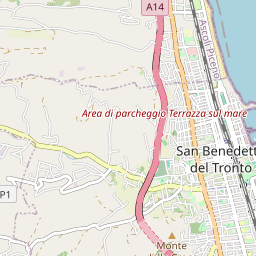 A14
Ascoli Piceno
Area di parcheggio Terrazza sul mare
San Benedett
del Tronto
P1
Monte